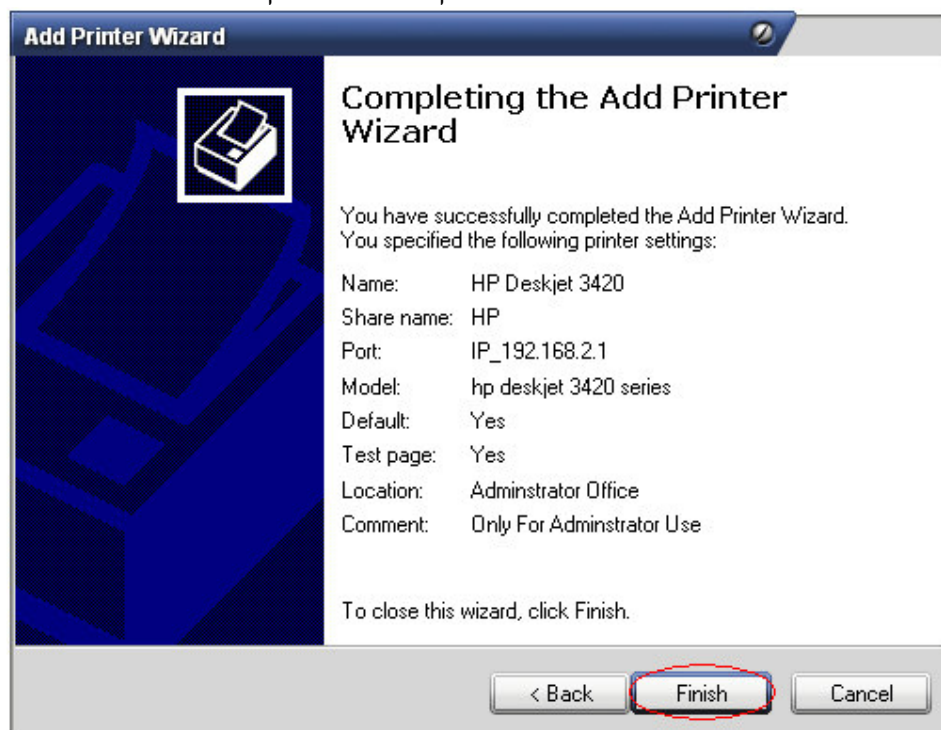 Add Printer Wizard
Completing the Add Printer
Wizard
You have successfully completed the Add Printer Wizard.
You specified the following printer settings:
Name: HP Deskjet 3420
Share name: HP
Port: IP_192.168.2.1
Model: hp deskjet 3420 series
Default: Yes
Test page: Yes
Location: Adminstrator Office
Comment: Only For Adminstrator Use
To close this wizard, click Finish.
< Back Finish Cancel